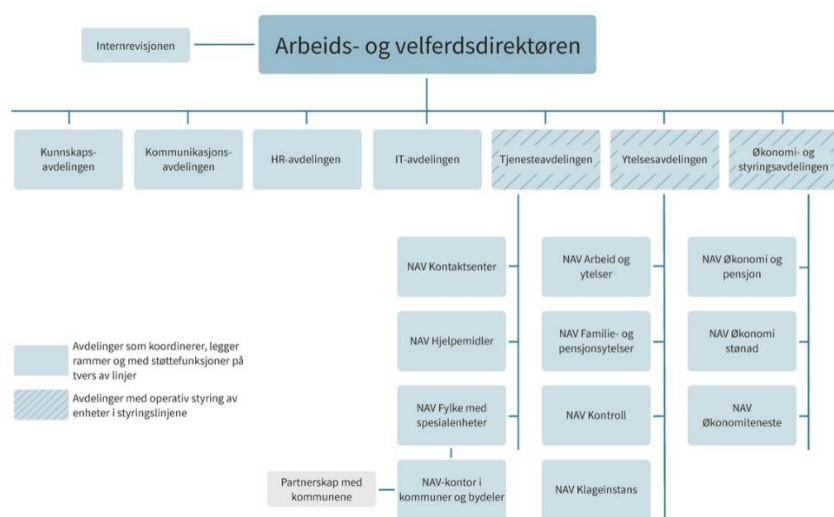 Internrevisjonen
Arbeids- og velferdsdirektøren
Kunnskaps-
avdelingen
Kommunikasjons-
avdelingen
HR-avdelingen
IT-avdelingen
Tjenesteavdelingen
Ytelsesavdelingen
Økonomi- og
styringsavdelingen
NAV Kontaktsenter
NAV Arbeid og
ytelser
NAV Økonomi og
pensjon
NAV Hjelpemidler
NAV Familie- og
pensjonsytelser
NAV Økonomi
stønad
NAV Fylke med
spesialenheter
NAV Kontroll
NAV
Økonomiteneste
Partnerskap med
kommunene
NAV-kontor i
kommuner og bydeler
NAV Klageinstans
Avdelinger som koordinerer, legger
rammer og med støttefunksjoner på
tvers av linjer
Avdelinger med operativ styring av
enheter i styringslinjene